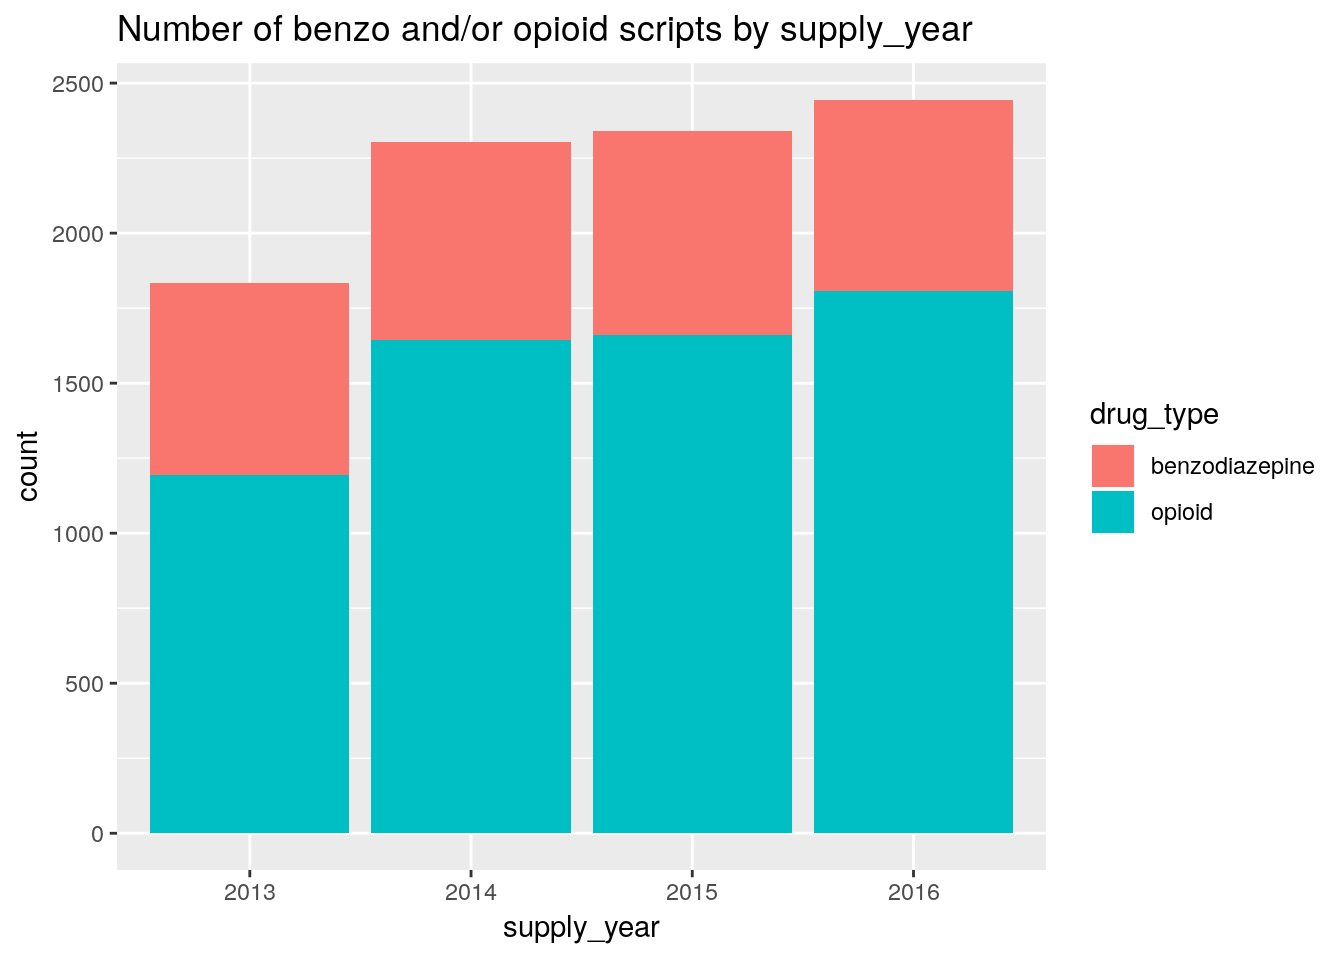 Number of benzo and/or opioid scripts by supply_year
2500
2000
1500
1000
500
0
count
2013 2014 2015 2016
supply_year
drug_type
benzodiazepine
opioid